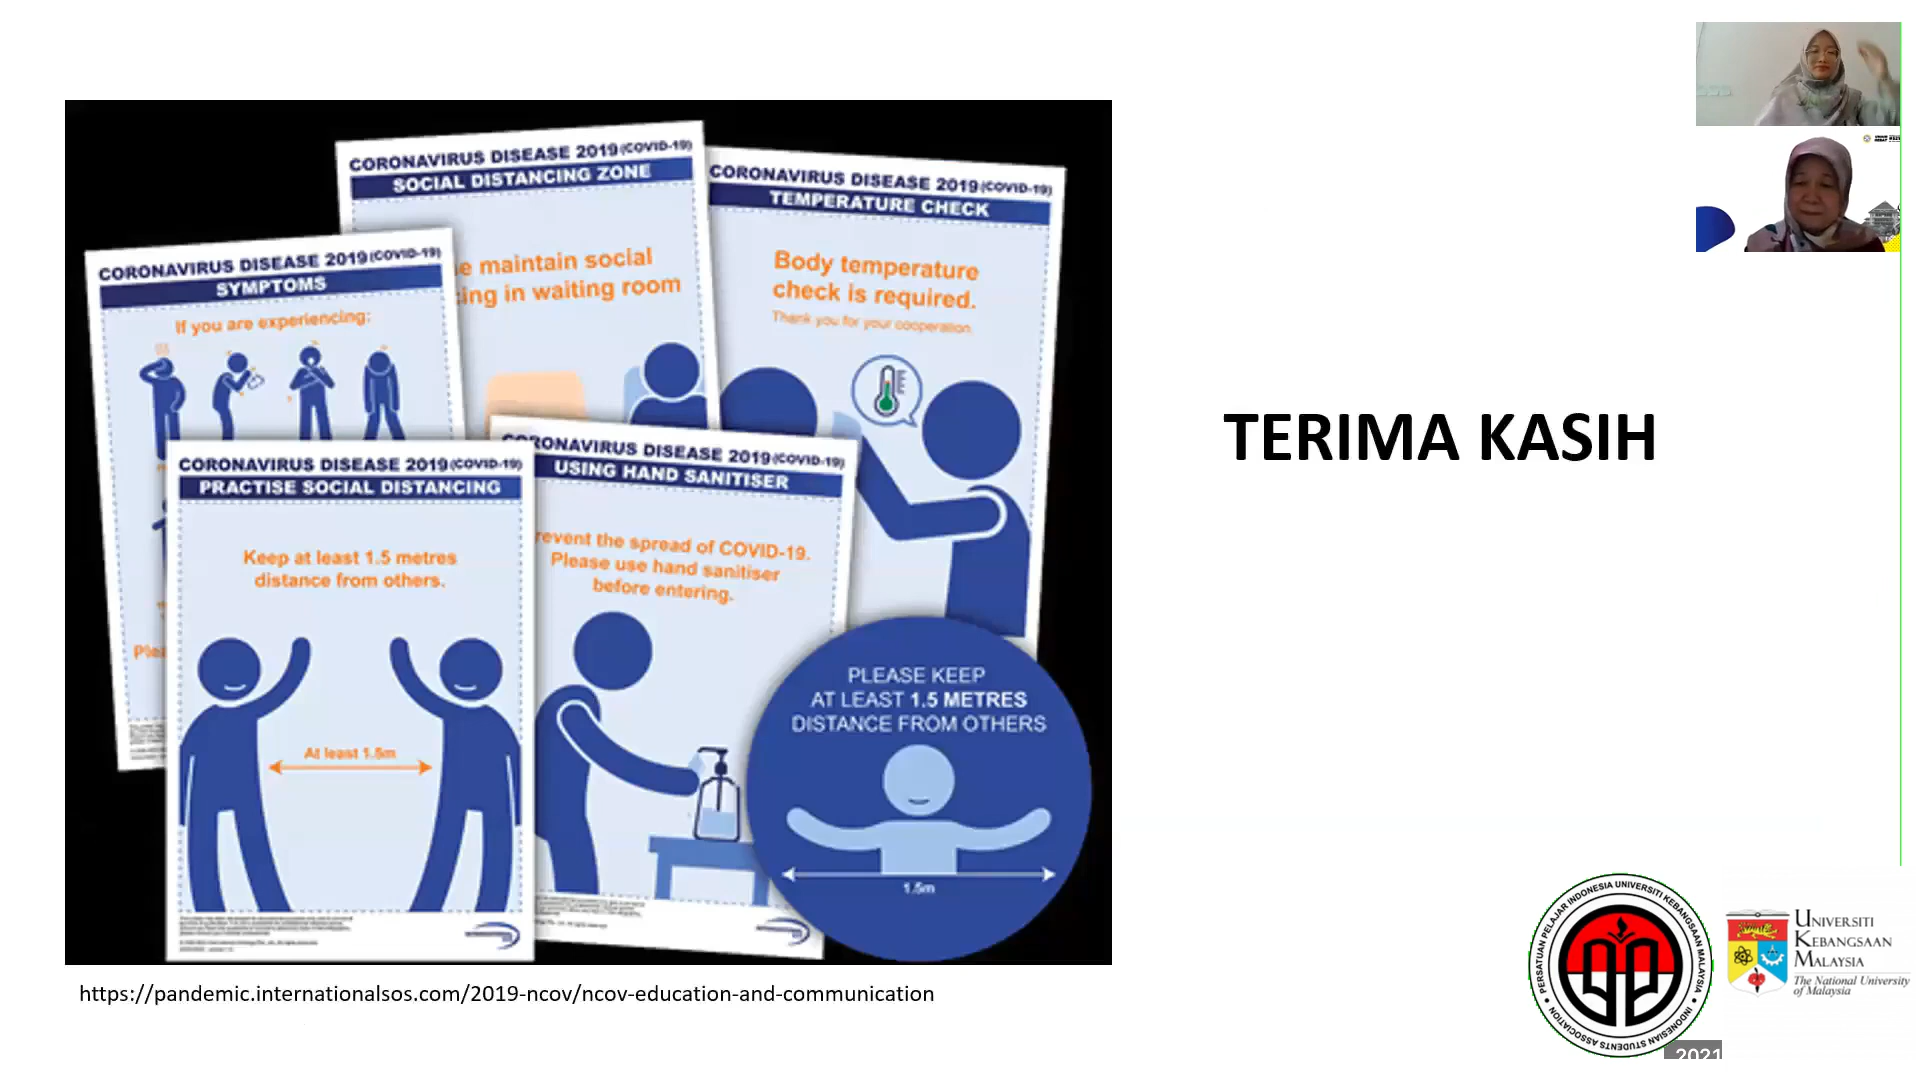 CORONAVIRUS DISEASE 2019 (COVID-19)
SOCIAL DISTANCING ZONE
maintain social
in waiting room
CORONAVIRUS DISEASE 2019 (COVID-19)
TEMPERATURE CHECK
Body temperature
check is required.
Thank you for your cooperation.
CORONAVIRUS DISEASE 2019 (COVID-19)
SYMPTOMS
If you are experiencing:
CORONAVIRUS DISEASE 2019 (COVID-19)
PRACTISE SOCIAL DISTANCING
Keep at least 1.5 metres
distance from others.
At least 1.5m
CORONAVIRUS DISEASE 2019 (COVID-19)
USING HAND SANITISER
revent the spread of COVID-19.
Please use hand sanitiser
before entering.
PLEASE KEEP
AT LEAST 1.5 METRES
DISTANCE FROM OTHERS
1.5m
https://pandemic.internationalsos.com/2019-ncov/ncov-education-and-communication
TERIMA KASIH
PERSATUAN PELAJAR INDONESIA UNIVERSITI KEBANGSAAN MALAYSIA
INDONESIAN STUDENTS ASSOCIATION
UNIVERSITI
KEBANGSAAN
MALAYSIA
The National University
of Malaysia
2021